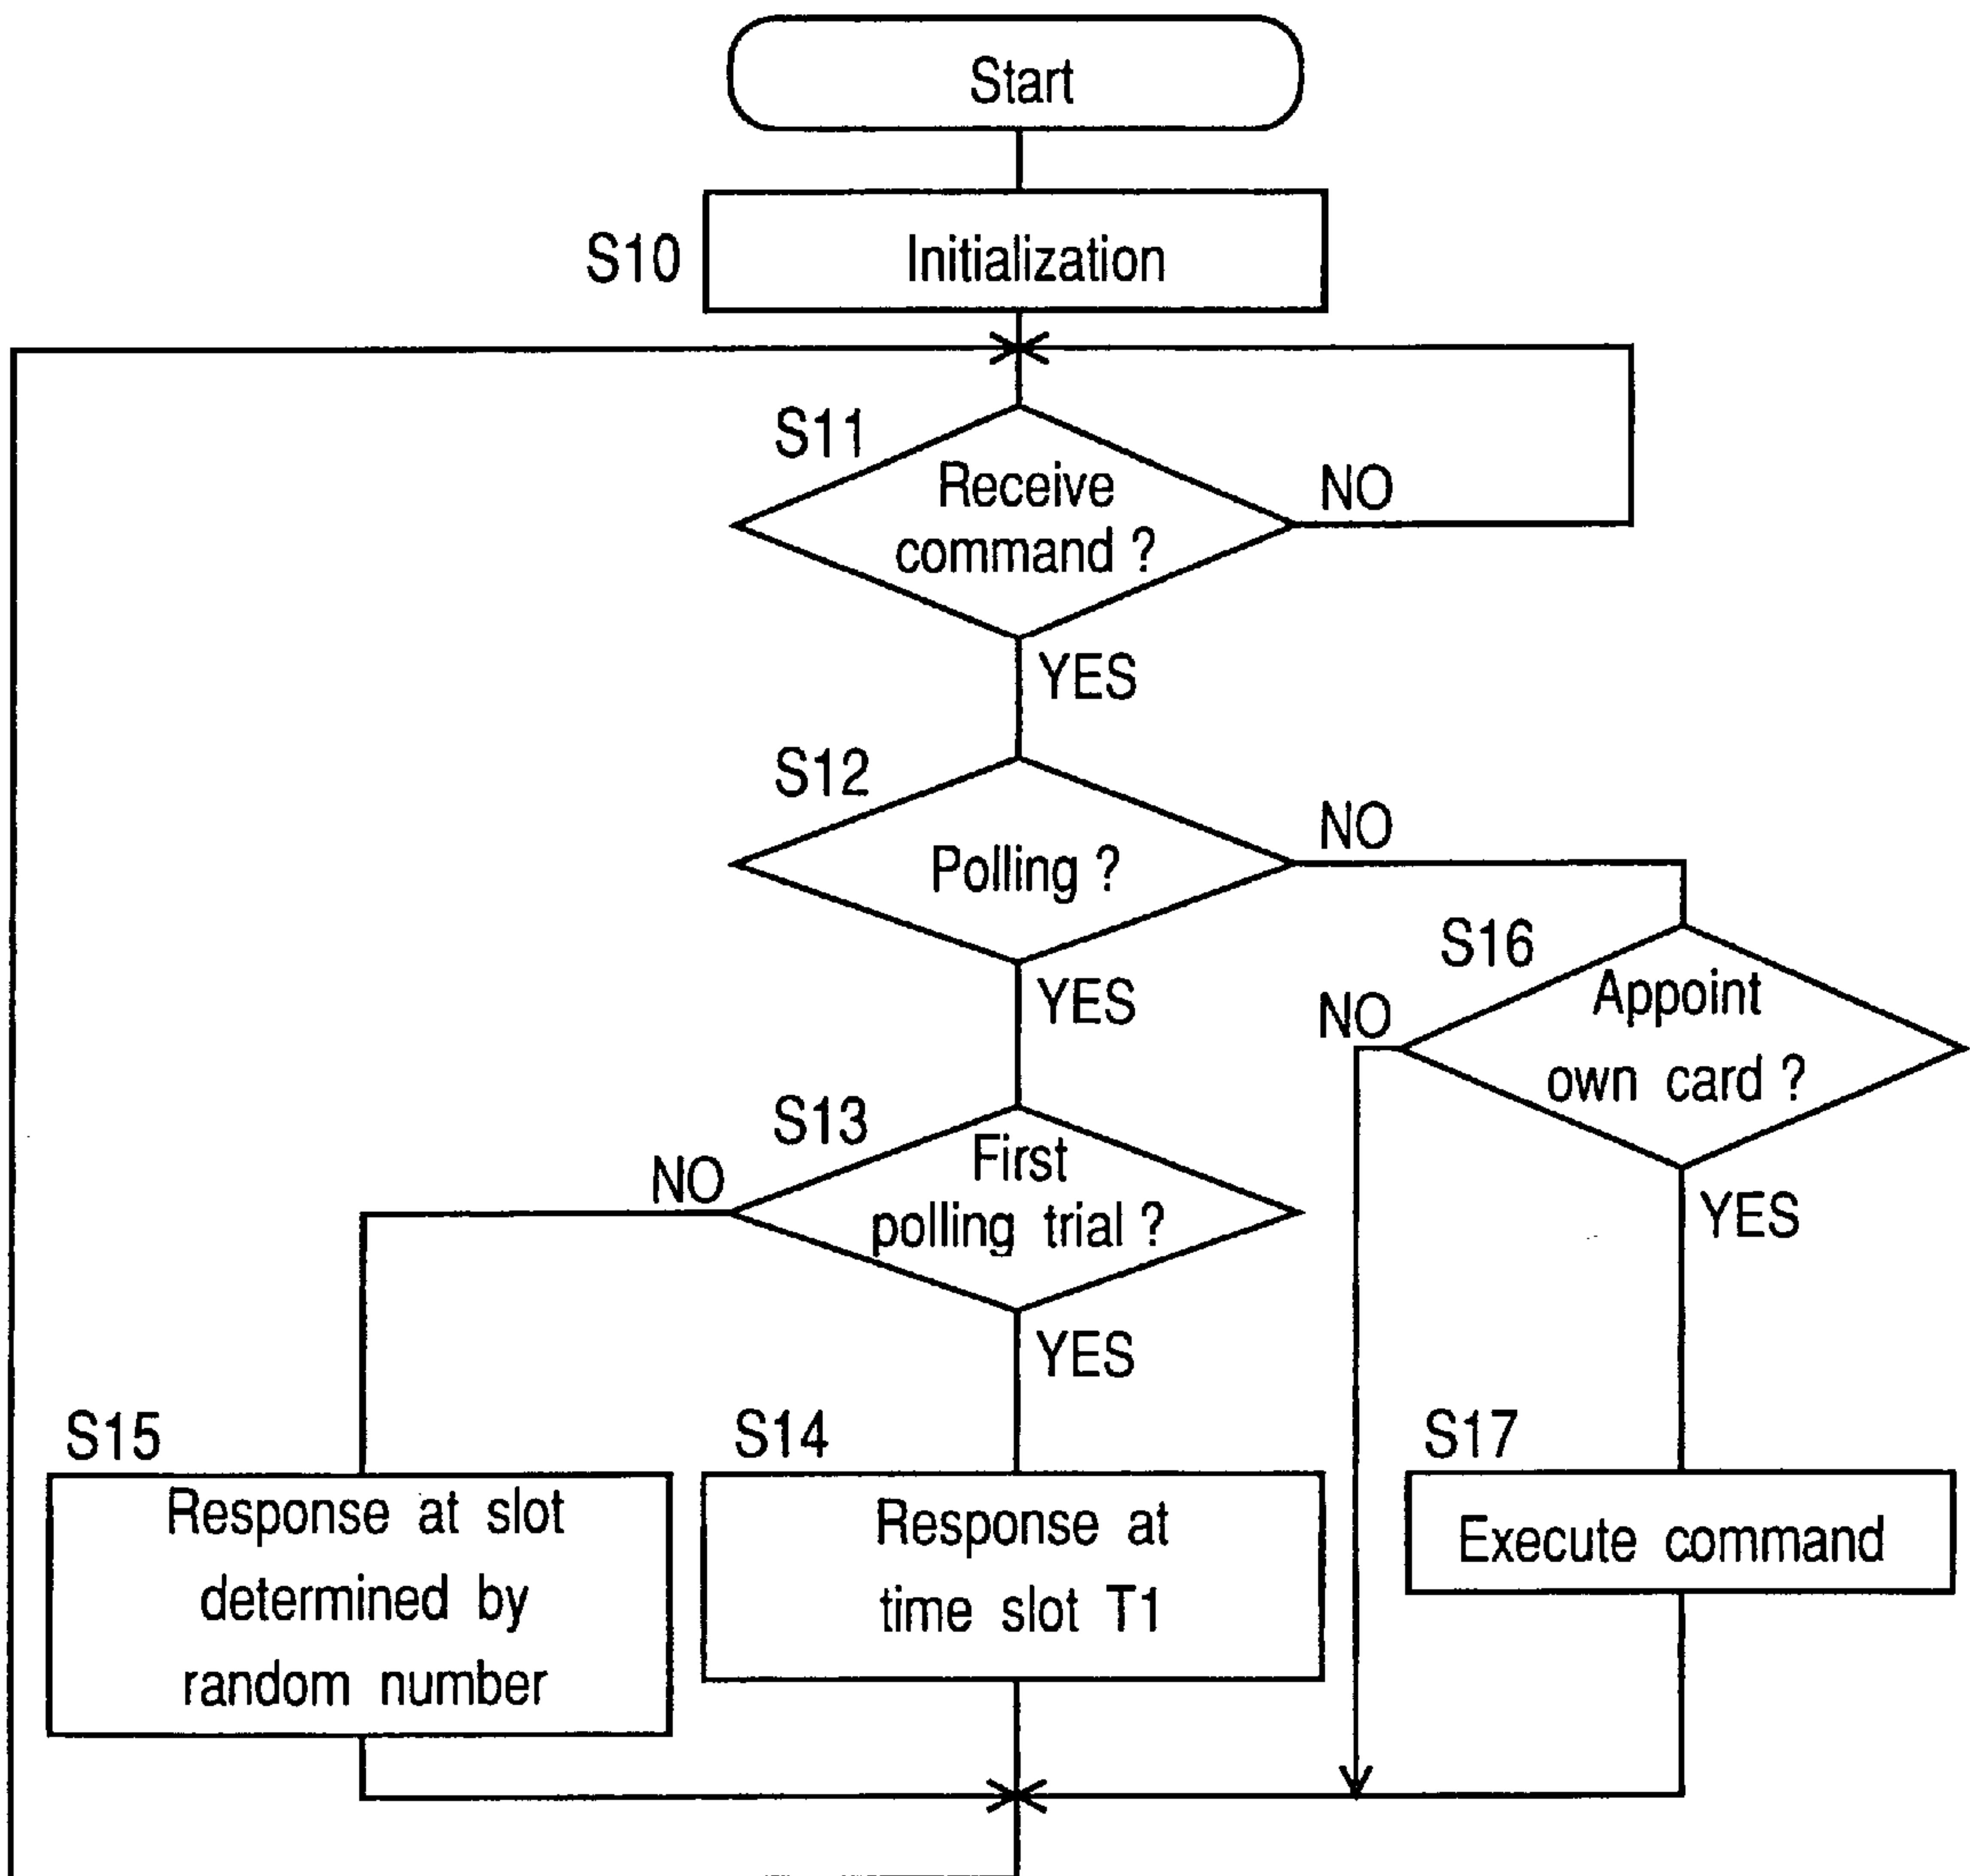 Start
S10
Initialization
S11
Receive
command ?
NO
YES
S12
Polling ?
NO
YES
S16
Appoint
own card ?
NO
YES
S13
First
polling trial ?
NO
YES
S15
Response at slot
determined by
random number
S14
Response at
time slot T1
S17
Execute command